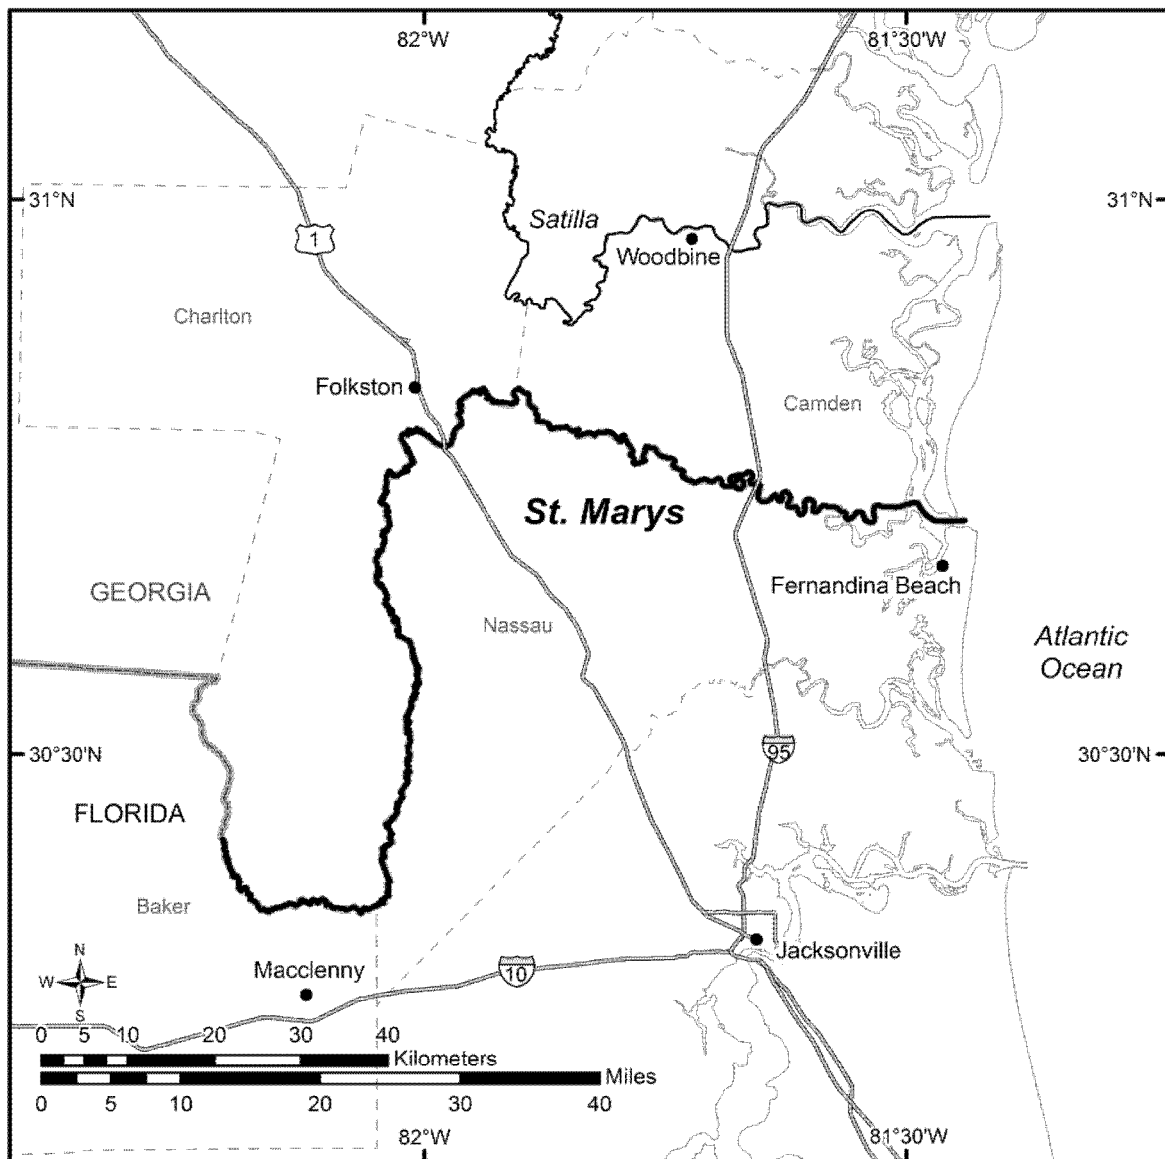 82°W
81°30'W
31°N
31°N
Satilla
Woodbine
1
Charlton
Folkston
Camden
St. Marys
Fernandina Beach
GEORGIA
Nassau
Atlantic
Ocean
30°30'N
95
30°30'N
FLORIDA
Baker
N
W E
S
Macclenny
10
Jacksonville
0 5 10 20 30 40
Kilometers
Miles
0 5 10 20 30 40
82°W
81°30'W